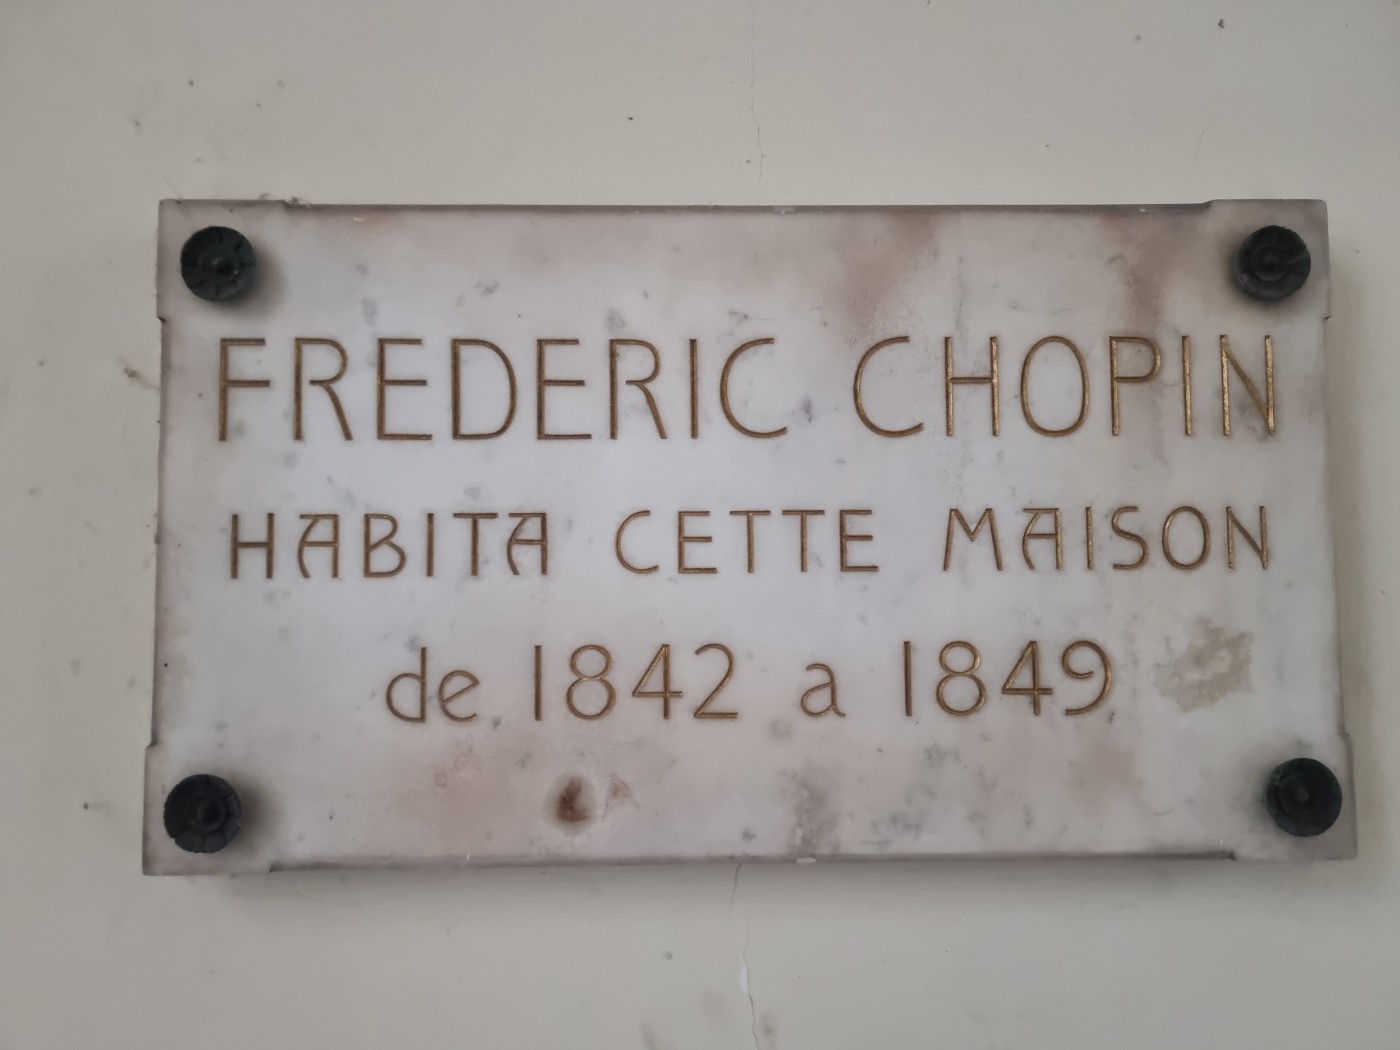 FREDERIC CHOPIN
HABITA CETTE MAISON
de 1842 a 1849